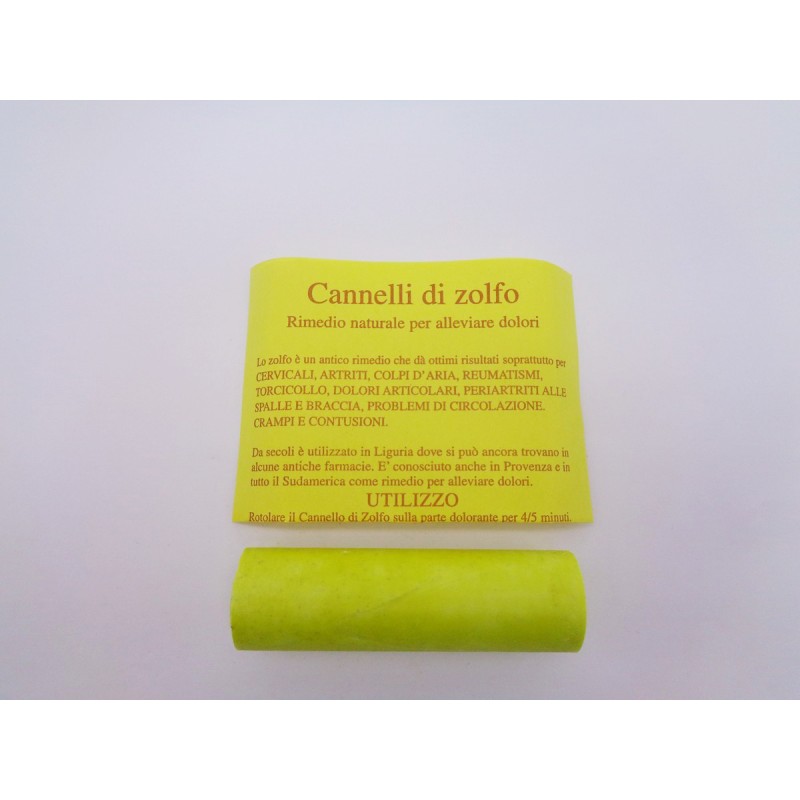 Cannelli di zolfo
Rimedio naturale per alleviare dolori
Lo zolfo è un antico rimedio che dà ottimi risultati soprattutto per
CERVICALI, ARTRITI, COLPI D'ARIA, REUMATISMI,
TORCICOLLO, DOLORI ARTICOLARI, PERIARTRITI ALLE
SPALLE E BRACCIA, PROBLEMI DI CIRCOLAZIONE.
CRAMPI E CONTUSIONI.
Da secoli è utilizzato in Liguria dove si può ancora trovano in
alcune antiche farmacie. E' conosciuto anche in Provenza e in
tutto il Sudamerica come rimedio per alleviare dolori.
UTILIZZO
Rotolare il Cannello di Zolfo sulla parte dolorante per 4/5 minuti.